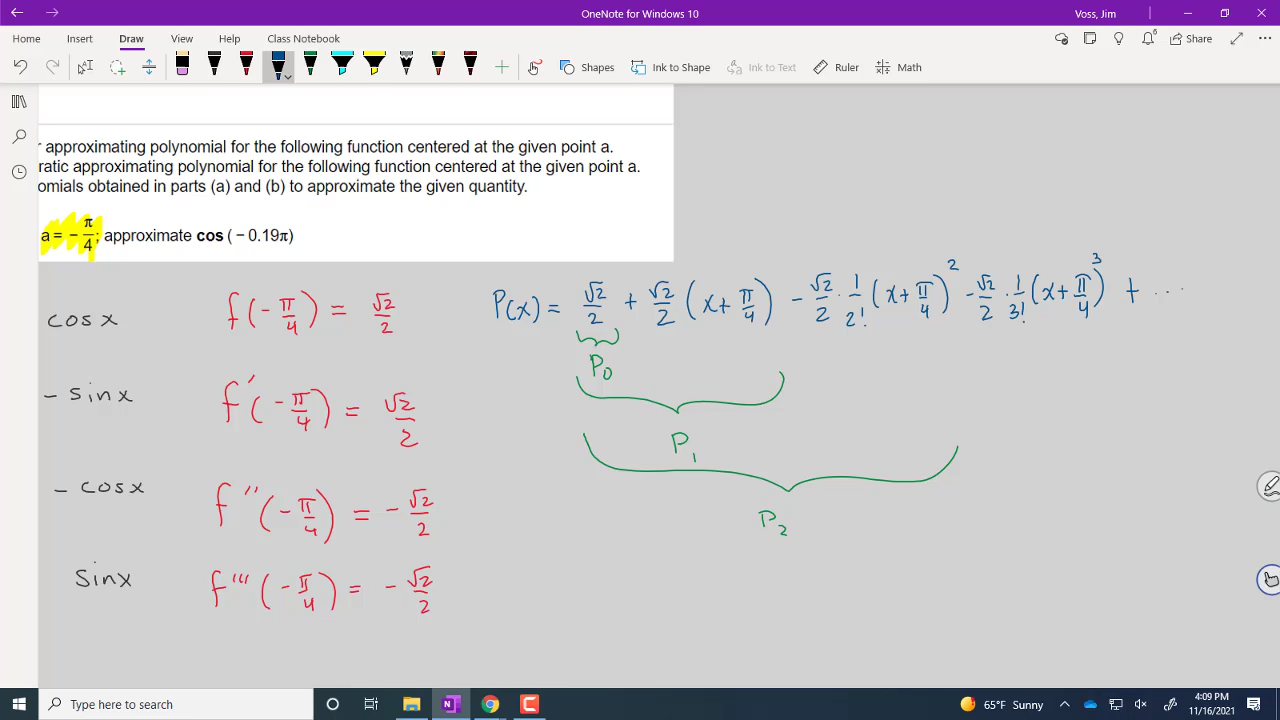 OneNote for Windows 10
Voss, Jim
Home Insert Draw View Help Class Notebook
Share
Shapes Ink to Shape Ink to Text Ruler Math
r approximating polynomial for the following function centered at the given point a.
ratic approximating polynomial for the following function centered at the given point a.
omials obtained in parts (a) and (b) to approximate the given quantity.
a = - π/4; approximate cos ( - 0.19π)
P(x) = √2/2 + √2/2 (x + π/4) - √2/2 · 1/2! (x + π/4)^2 - √2/2 · 1/3! (x + π/4)^3 + ...
cos x f(-π/4) = √2/2
P0
- sin x f'(-π/4) = √2/2
P1
- cos x f''(-π/4) = - √2/2
P2
sin x f'''(-π/4) = - √2/2
Type here to search
65°F Sunny
4:09 PM
11/16/2021
6